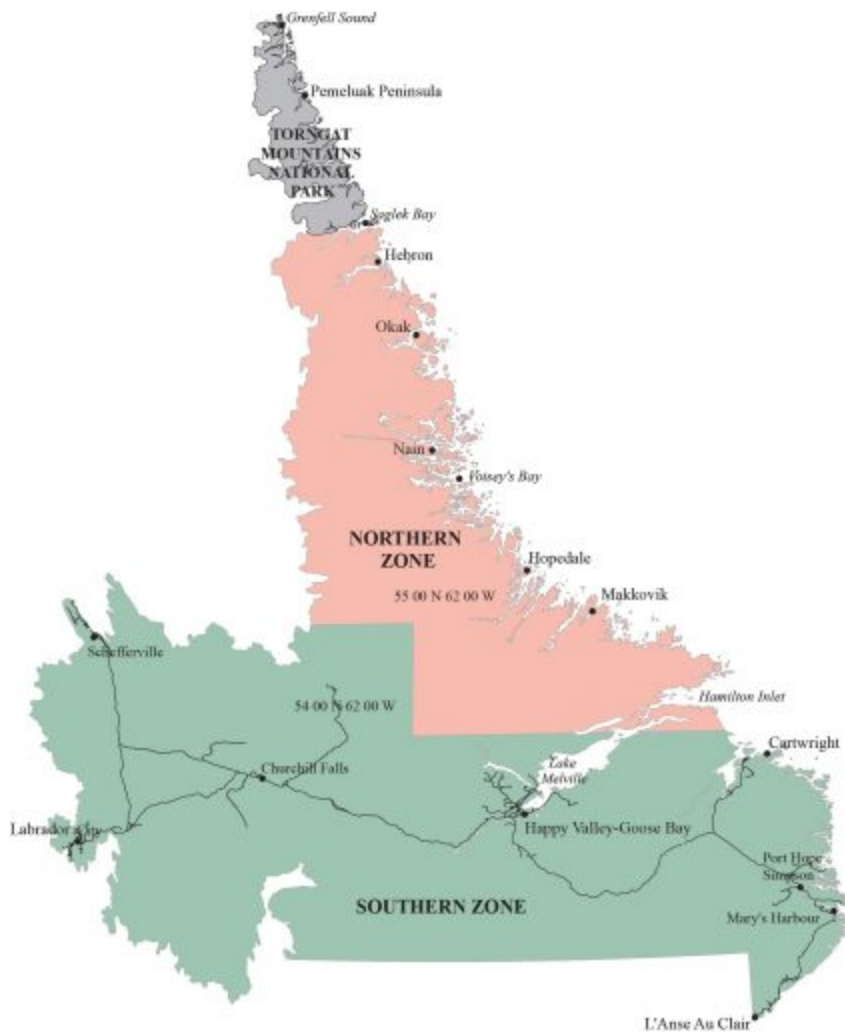 Grenfell Sound
Pemeluak Peninsula
TORNGAT
MOUNTAINS
NATIONAL
PARK
Saglek Bay
Hebron
Okak
Nain
Voisey's Bay
NORTHERN
ZONE
Hopedale
55 00 N 62 00 W
Makkovik
Schefferville
Hamilton Inlet
54 00 N 62 00 W
Cartwright
Lake
Melville
Churchill Falls
Happy Valley-Goose Bay
Labrador City
Port Hope
Simpson
SOUTHERN ZONE
Mary's Harbour
L'Anse Au Clair